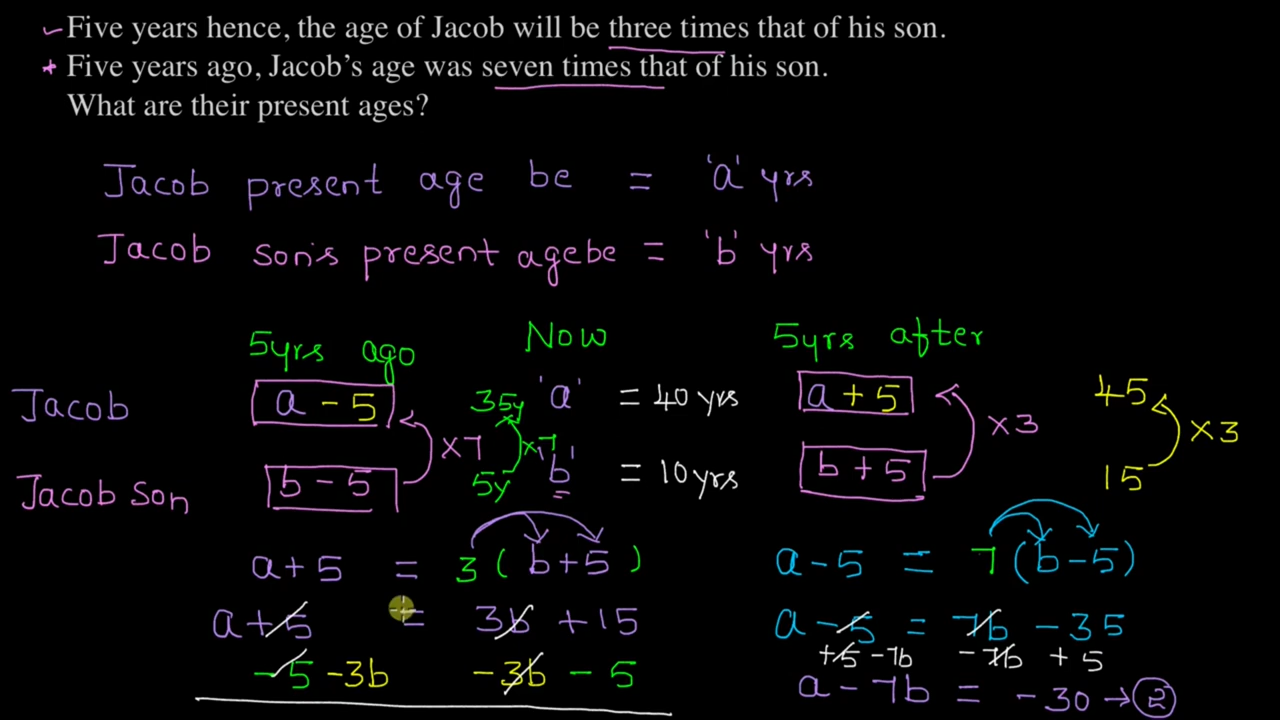 Five years hence, the age of Jacob will be three times that of his son.
Five years ago, Jacob's age was seven times that of his son.
What are their present ages?
Jacob present age be = 'a' yrs
Jacob son's present age be = 'b' yrs
5yrs ago Now 5yrs after
Jacob a - 5 35y 'a' = 40 yrs a + 5 45
×7 ×7 ×3 ×3
Jacob Son b - 5 5y 'b' = 10 yrs b + 5 15
a + 5 = 3 ( b + 5 ) a - 5 = 7 ( b - 5 )
a + 5 = 3b + 15 a - 5 = 7b - 35
+5 -7b -7b + 5
-5 - 3b -3b - 5 a - 7b = -30 → 2